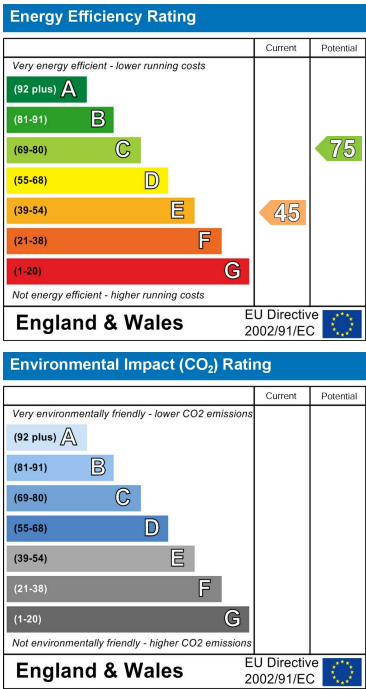 Energy Efficiency Rating
Current Potential
Very energy efficient - lower running costs
(92 plus) A
(81-91) B
(69-80) C 75
(55-68) D
(39-54) E 45
(21-38) F
(1-20) G
Not energy efficient - higher running costs
England & Wales
EU Directive
2002/91/EC
Environmental Impact (CO₂) Rating
Current Potential
Very environmentally friendly - lower CO2 emissions
(92 plus) A
(81-91) B
(69-80) C
(55-68) D
(39-54) E
(21-38) F
(1-20) G
Not environmentally friendly - higher CO2 emissions
England & Wales
EU Directive
2002/91/EC